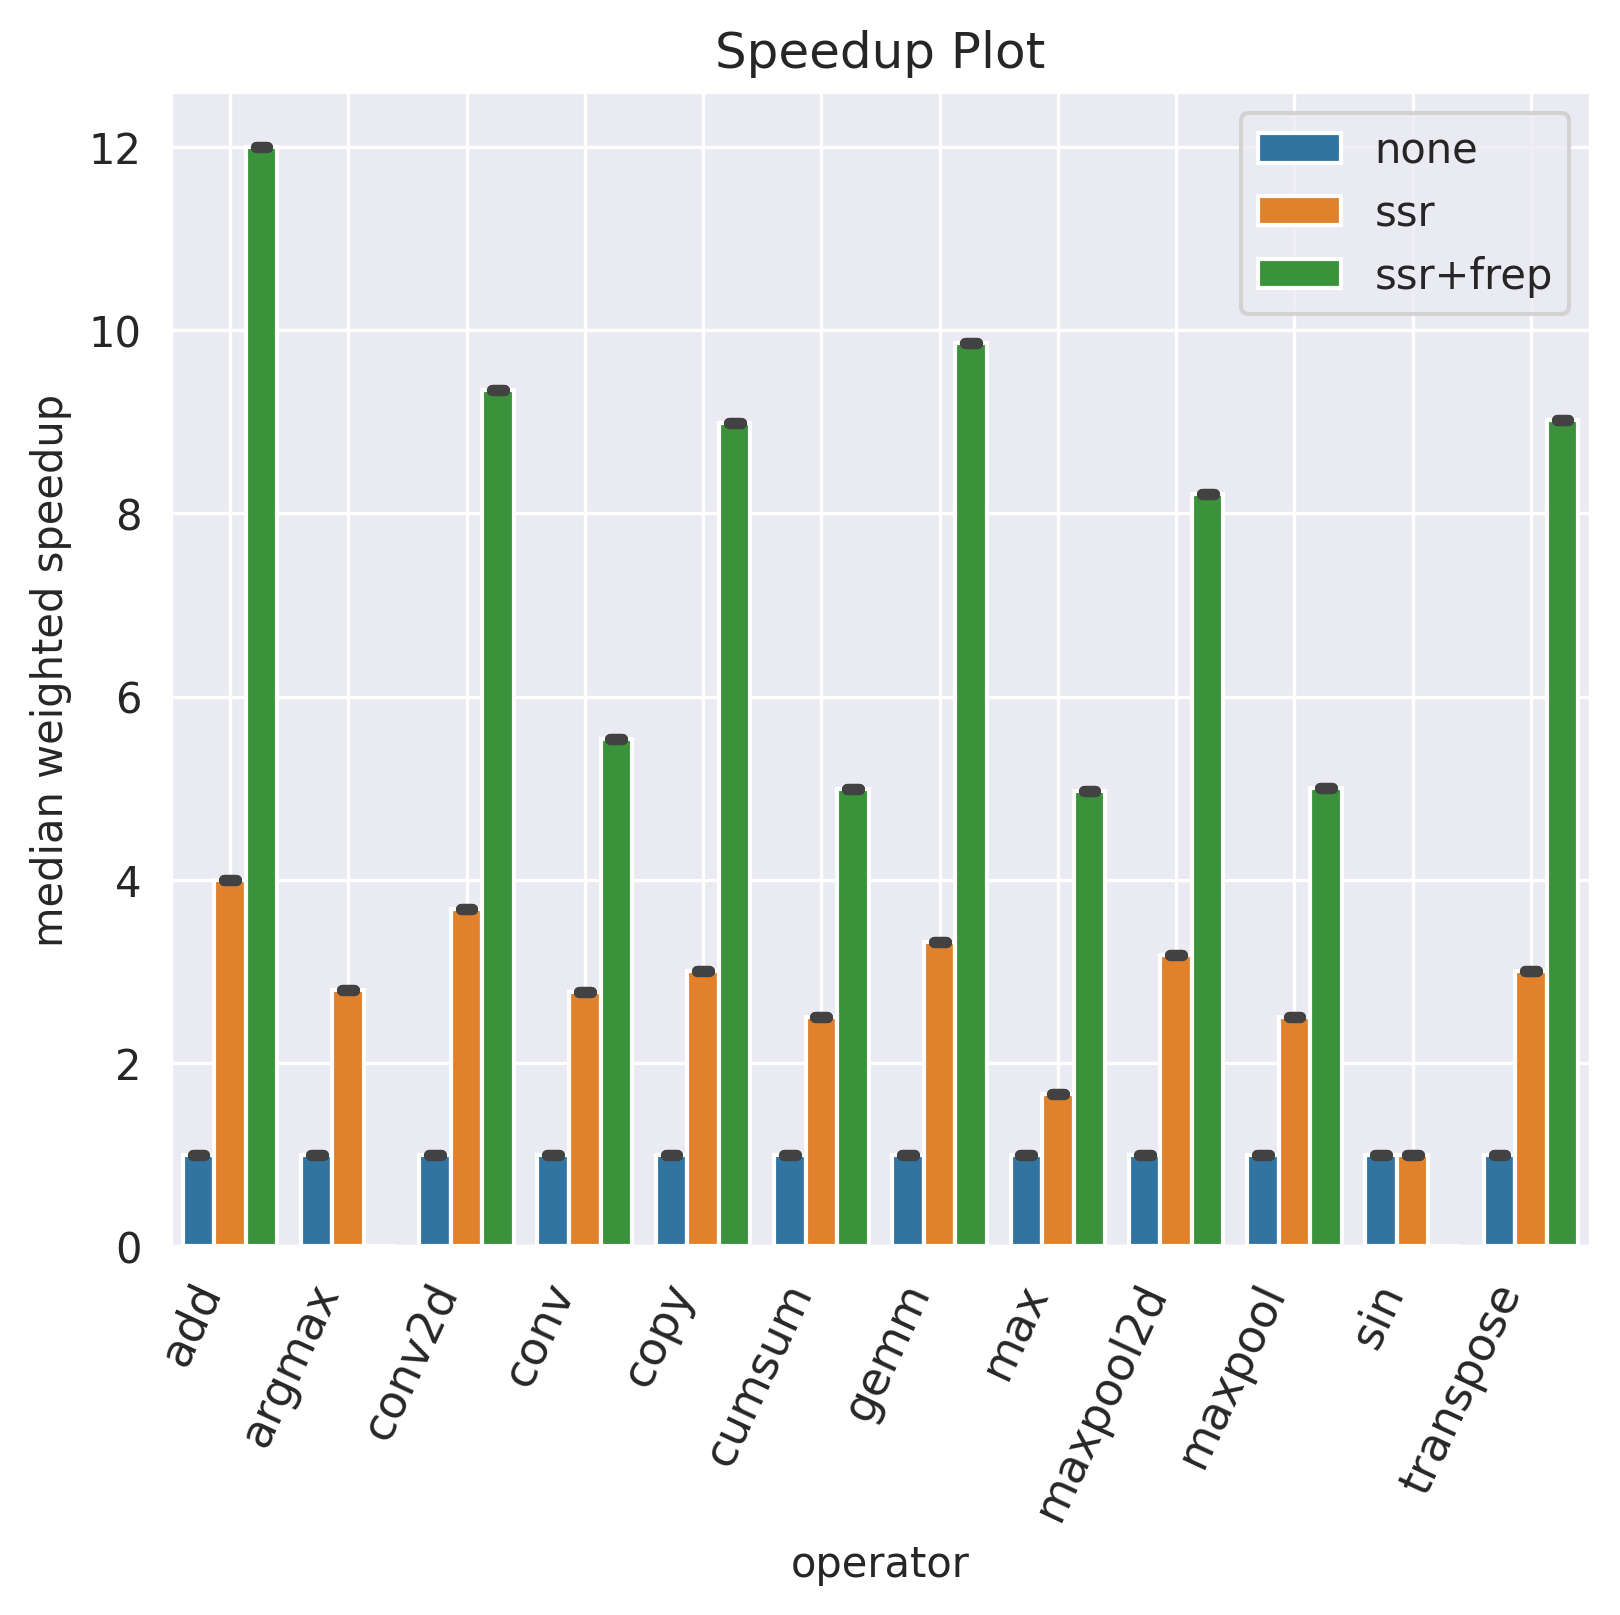 Speedup Plot
none
ssr
ssr+frep
median weighted speedup
12
10
8
6
4
2
0
add
argmax
conv2d
conv
copy
cumsum
gemm
max
maxpool2d
maxpool
sin
transpose
operator